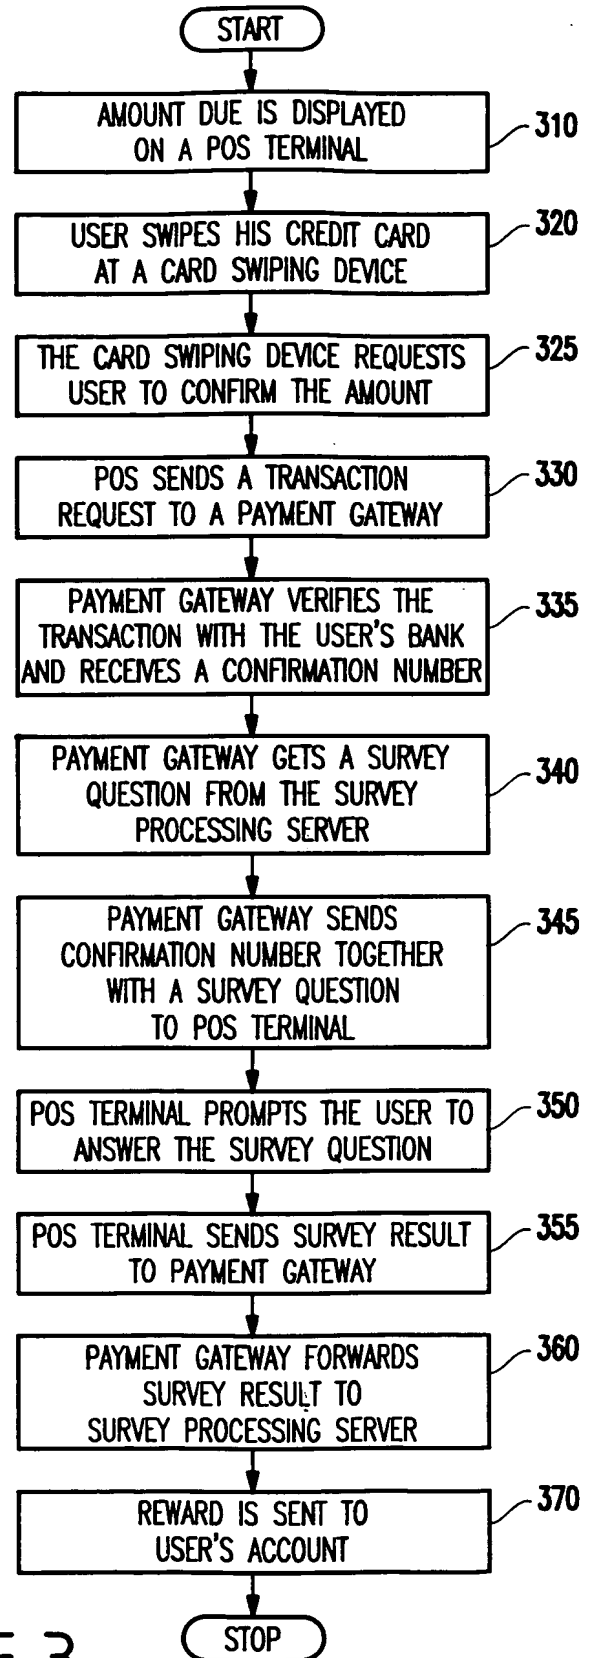 START
AMOUNT DUE IS DISPLAYED
ON A POS TERMINAL
310
USER SWIPES HIS CREDIT CARD
AT A CARD SWIPING DEVICE
320
THE CARD SWIPING DEVICE REQUESTS
USER TO CONFIRM THE AMOUNT
325
POS SENDS A TRANSACTION
REQUEST TO A PAYMENT GATEWAY
330
PAYMENT GATEWAY VERIFIES THE
TRANSACTION WITH THE USER'S BANK
AND RECEIVES A CONFIRMATION NUMBER
335
PAYMENT GATEWAY GETS A SURVEY
QUESTION FROM THE SURVEY
PROCESSING SERVER
340
PAYMENT GATEWAY SENDS
CONFIRMATION NUMBER TOGETHER
WITH A SURVEY QUESTION
TO POS TERMINAL
345
POS TERMINAL PROMPTS THE USER TO
ANSWER THE SURVEY QUESTION
350
POS TERMINAL SENDS SURVEY RESULT
TO PAYMENT GATEWAY
355
PAYMENT GATEWAY FORWARDS
SURVEY RESULT TO
SURVEY PROCESSING SERVER
360
REWARD IS SENT TO
USER'S ACCOUNT
370
STOP